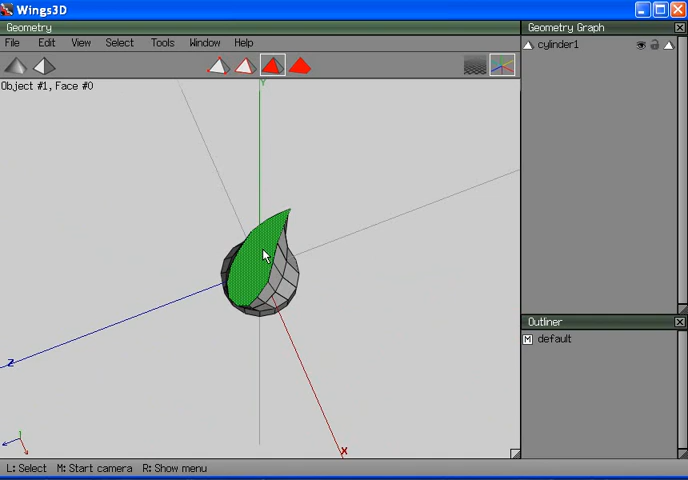 Wings3D
Geometry
File Edit View Select Tools Window Help
Object #1, Face #0
Y
Z
X
L: Select M: Start camera R: Show menu
Geometry Graph
cylinder1
Outliner
M default